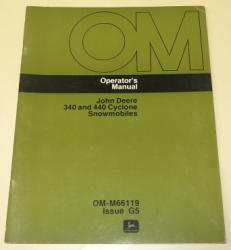 OM
Operator's
Manual
John Deere
340 and 440 Cyclone
Snowmobiles
OM-M66119
Issue G5